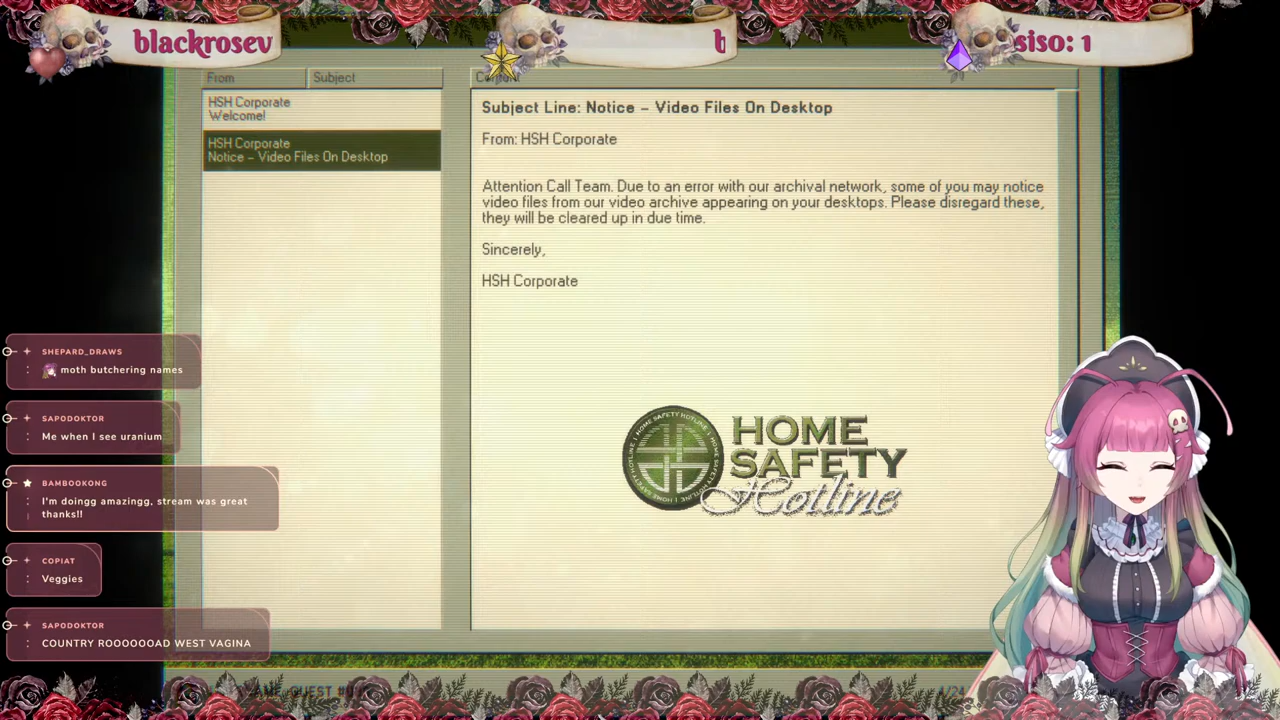 blackrosev
siso: 1
From
Subject
HSH Corporate
Welcome!
HSH Corporate
Notice - Video Files On Desktop
Subject Line: Notice - Video Files On Desktop
From: HSH Corporate
Attention Call Team. Due to an error with our archival network, some of you may notice
video files from our video archive appearing on your desktops. Please disregard these,
they will be cleared up in due time.
Sincerely,
HSH Corporate
HOME
SAFETY
Hotline
SHEPARD_DRAWS
: moth butchering names
SAPODOKTOR
: Me when I see uranium
BAMBOOKONG
: I'm doingg amazingg, stream was great
thanks!!
COPIAT
: Veggies
SAPODOKTOR
: COUNTRY ROOOOOOAD WEST VAGINA